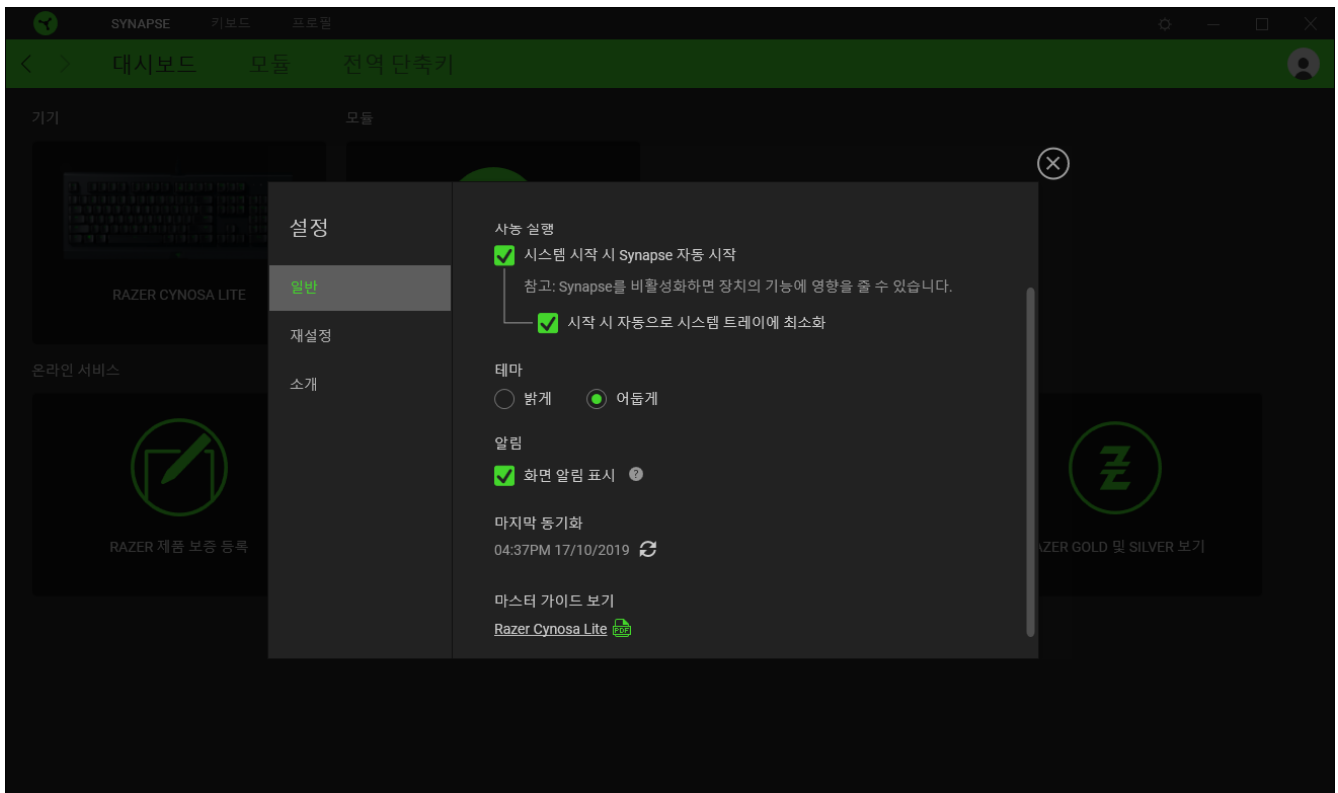 SYNAPSE 키보드 프로필
대시보드 모듈 전역 단축키
기기 모듈
RAZER CYNOSA LITE
온라인 서비스
RAZER 제품 보증 등록
설정
일반
재설정
소개
실행
시스템 시작 시 Synapse 자동 시작
참고: Synapse를 비활성화하면 장치의 기능에 영향을 줄 수 있습니다.
시작 시 자동으로 시스템 트레이에 최소화
테마
밝게 어둡게
알림
화면 알림 표시 ?
마지막 동기화
04:37PM 17/10/2019
마스터 가이드 보기
Razer Cynosa Lite PDF
GOLD 및 SILVER 보기